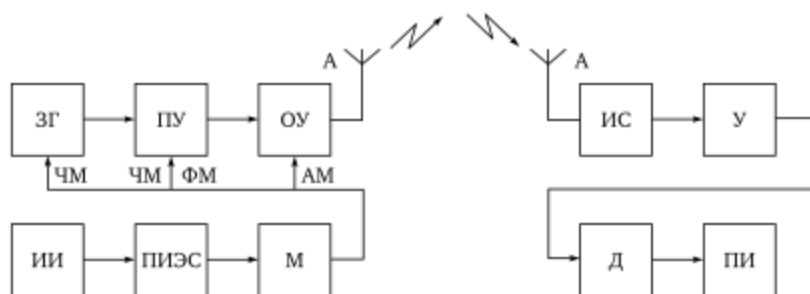 А А
ЗГ ПУ ОУ ИС У
ЧМ ЧМ ФМ АМ
ИИ ПИЭС М Д ПИ